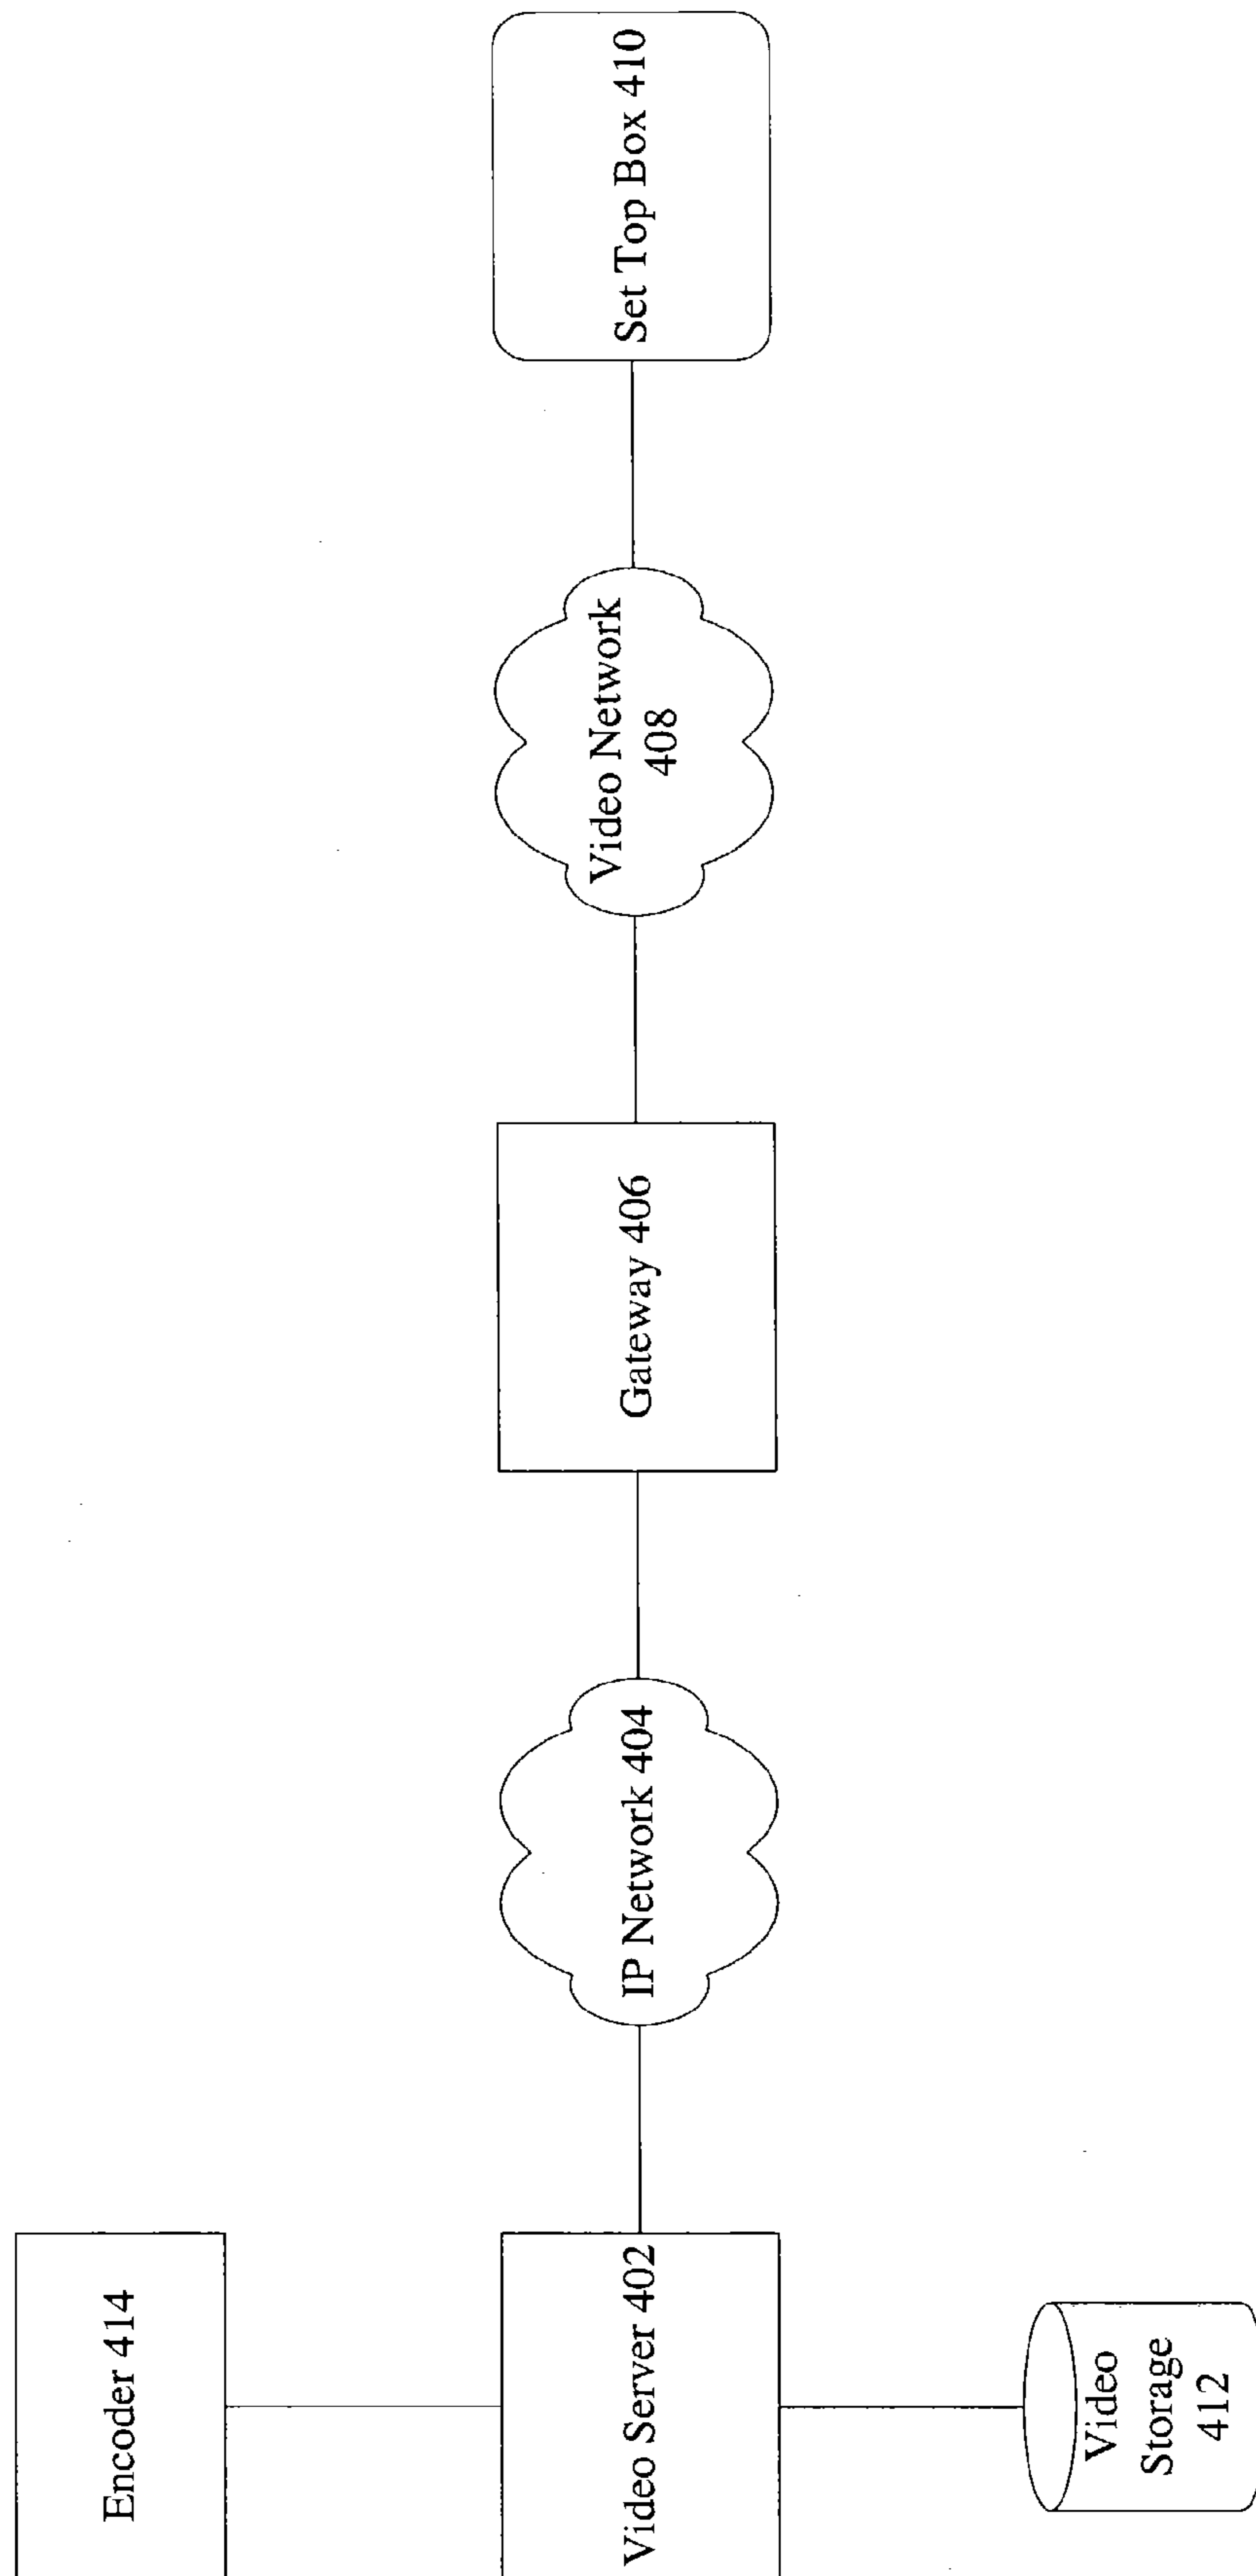 Encoder 414
Video Server 402
Video
Storage
412
IP Network 404
Gateway 406
Video Network
408
Set Top Box 410